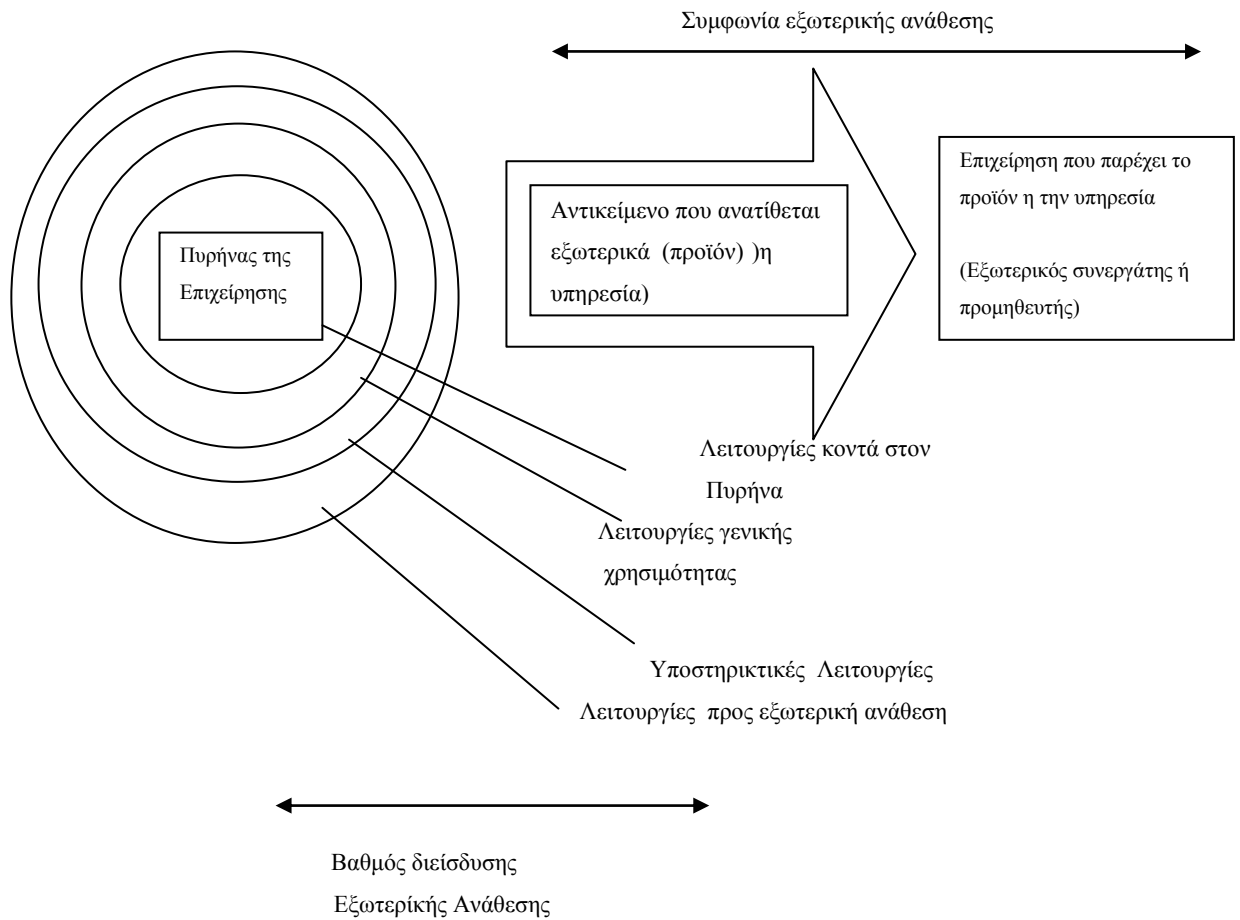 Συμφωνία εξωτερικής ανάθεσης
Πυρήνας της
Επιχείρησης
Αντικείμενο που ανατίθεται
εξωτερικά (προϊόν) )η
υπηρεσία)
Επιχείρηση που παρέχει το
προϊόν η την υπηρεσία
(Εξωτερικός συνεργάτης ή
προμηθευτής)
Λειτουργίες κοντά στον
Πυρήνα
Λειτουργίες γενικής
χρησιμότητας
Υποστηρικτικές Λειτουργίες
Λειτουργίες προς εξωτερική ανάθεση
Βαθμός διείσδυσης
Εξωτερίκής Ανάθεσης